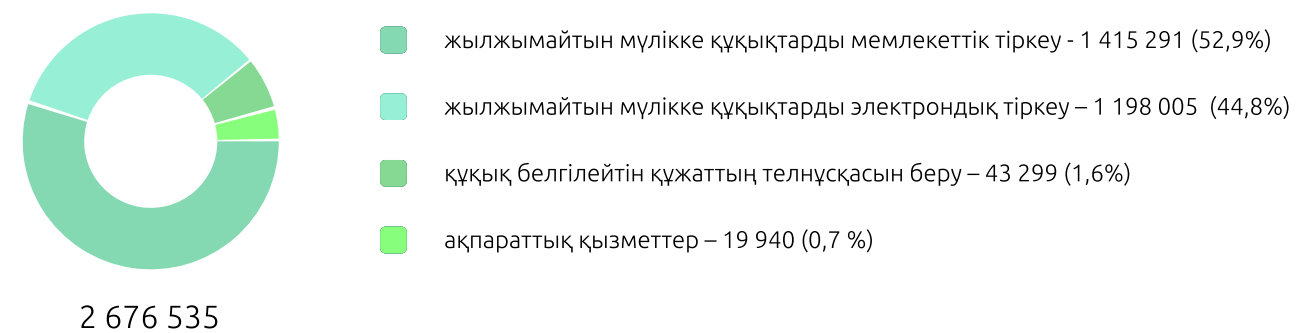 жылжымайтын мүлікке құқықтарды мемлекеттік тіркеу - 1 415 291 (52,9%)
жылжымайтын мүлікке құқықтарды электрондық тіркеу – 1 198 005 (44,8%)
құқық белгілейтін құжаттың телнұсқасын беру – 43 299 (1,6%)
ақпараттық қызметтер – 19 940 (0,7 %)
2 676 535